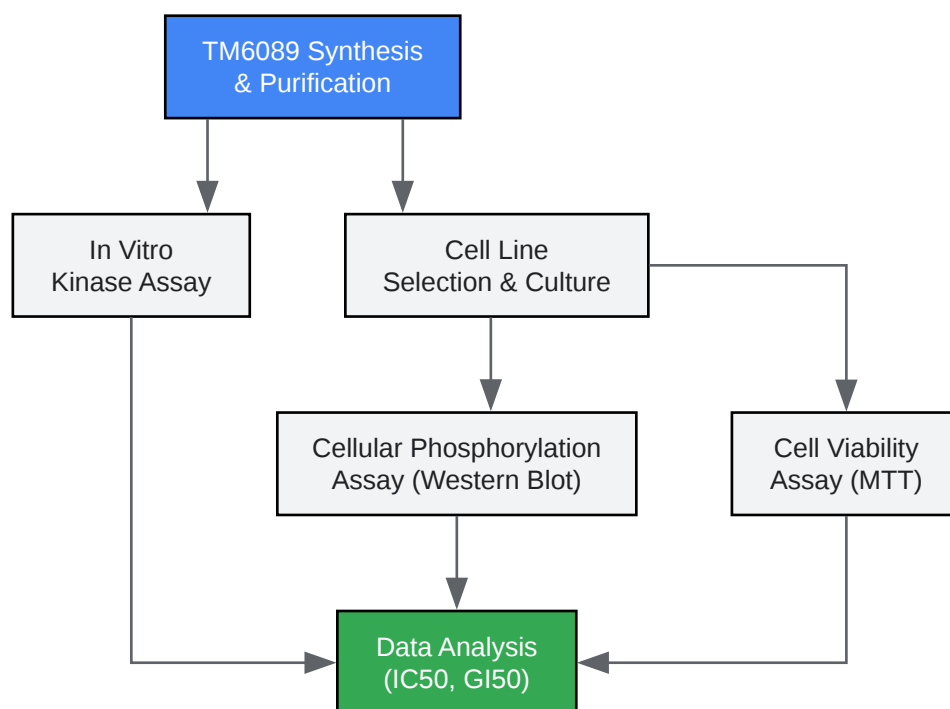 TM6089 Synthesis
& Purification
In Vitro
Kinase Assay
Cell Line
Selection & Culture
Cellular Phosphorylation
Assay (Western Blot)
Cell Viability
Assay (MTT)
Data Analysis
(IC50, GI50)